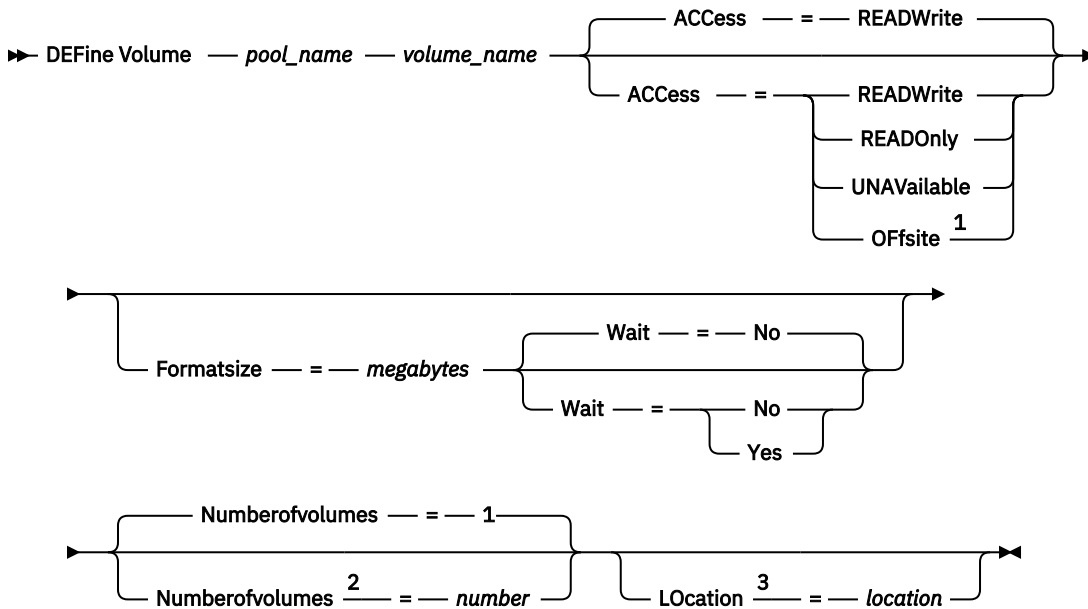 ACCess = READWrite
DEFine Volume pool_name volume_name
ACCess = READWrite
READOnly
UNAVailable
OFfsite 1
Wait = No
Formatsize = megabytes
Wait = No
Yes
Numberofvolumes = 1
Numberofvolumes 2 = number
LOcation 3 = location